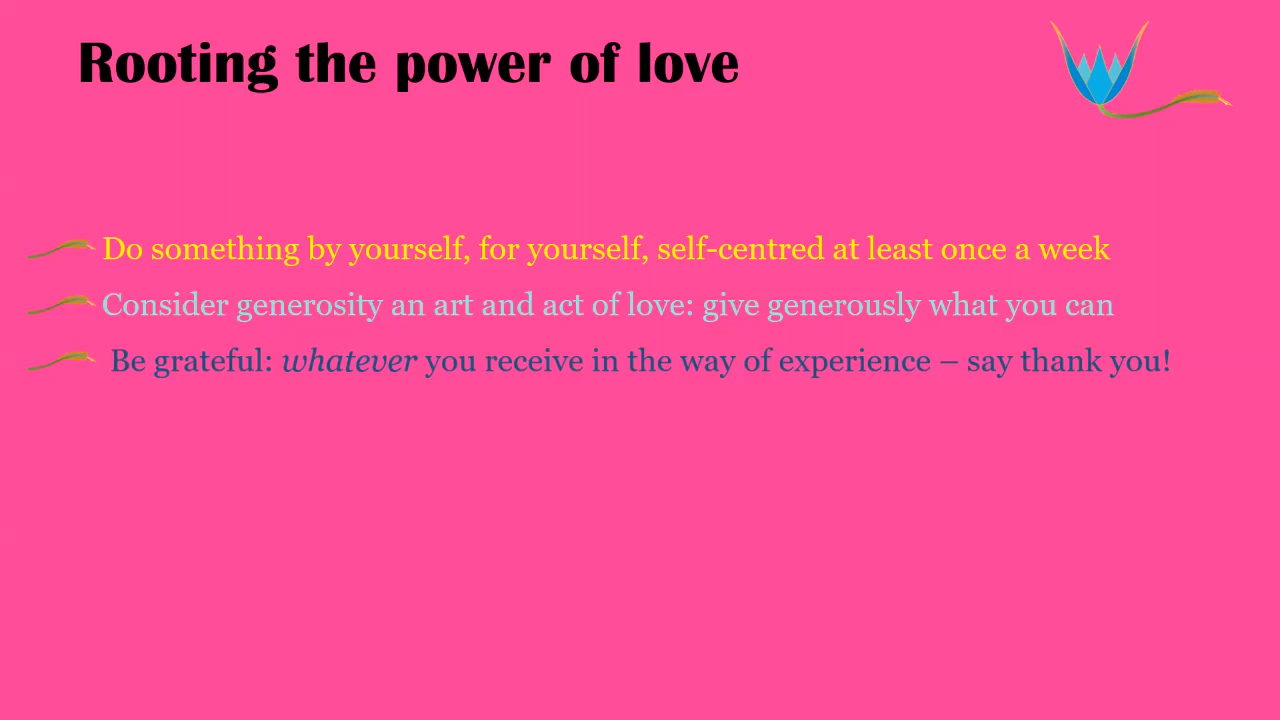 Rooting the power of love
Do something by yourself, for yourself, self-centred at least once a week
Consider generosity an art and act of love: give generously what you can
Be grateful: whatever you receive in the way of experience – say thank you!